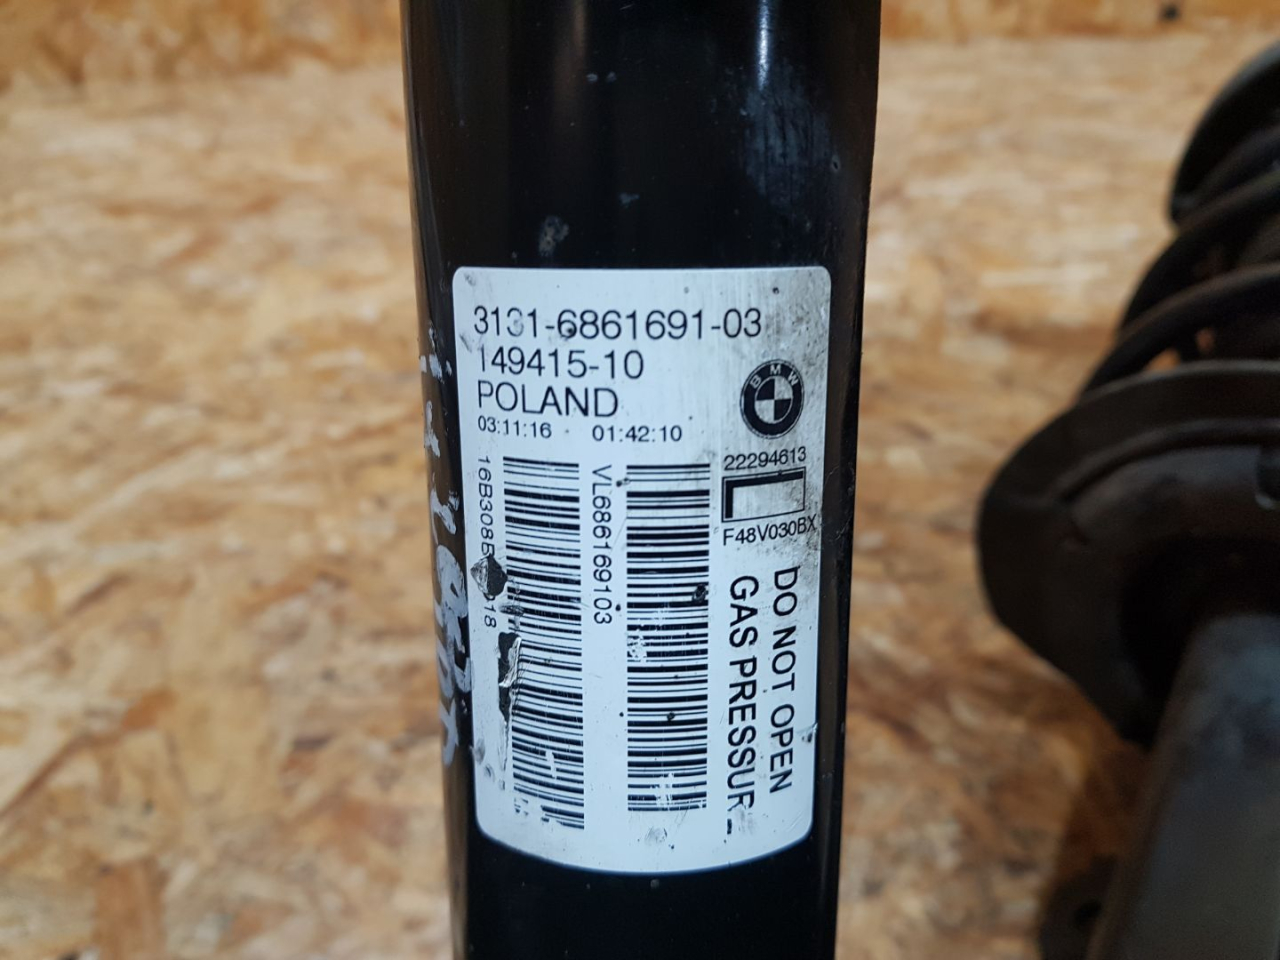 3131-6861691-03
149415-10
POLAND
03:11:16 01:42:10
BMW
22294613
L
F48V030BX
VL686169103
DO NOT OPEN
GAS PRESSUR